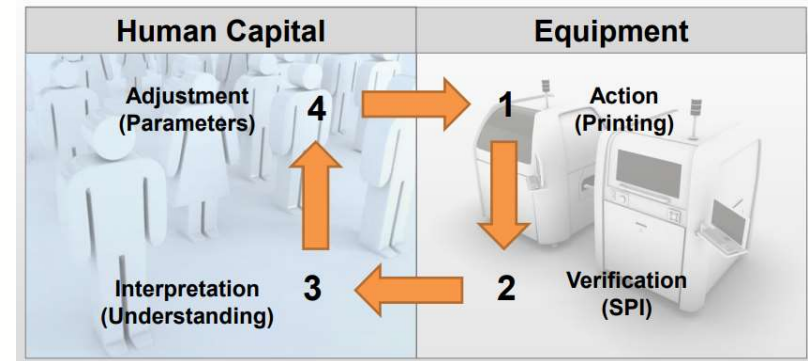 Human Capital
Equipment
Adjustment
(Parameters)
4
1
Action
(Printing)
Interpretation
(Understanding)
3
2
Verification
(SPI)